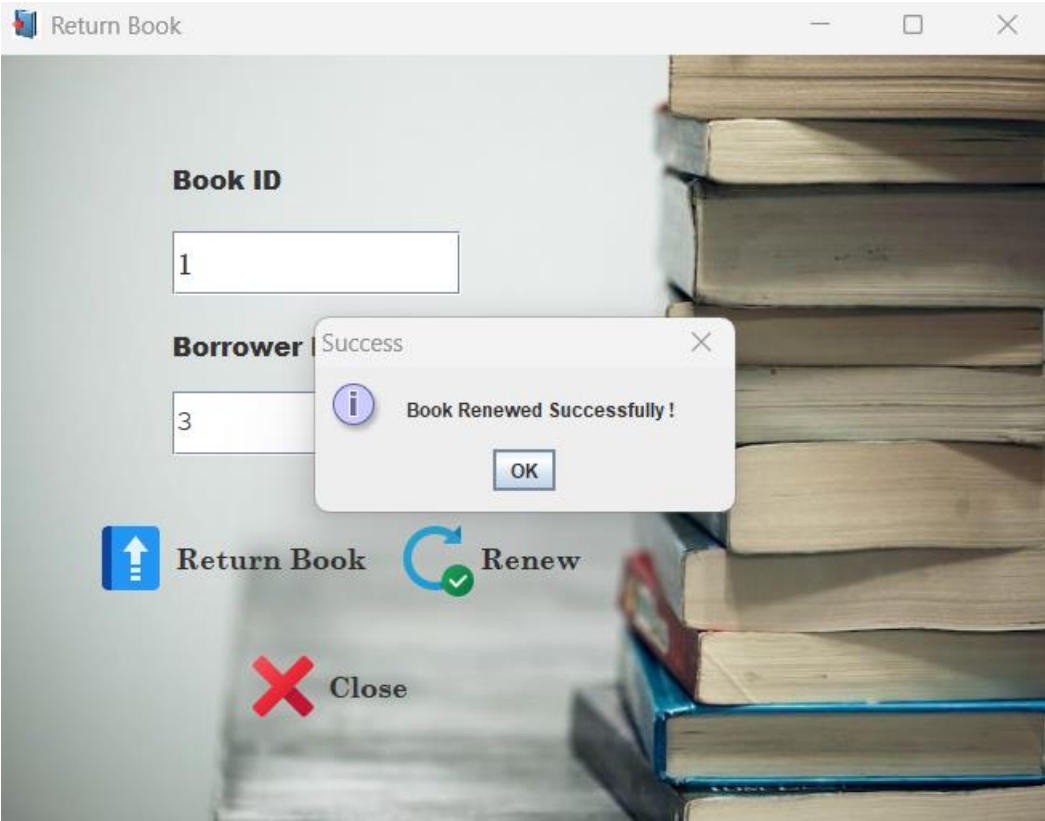 Return Book
Book ID
1
Borrower
Success
3
Book Renewed Successfully !
OK
Return Book
Renew
Close